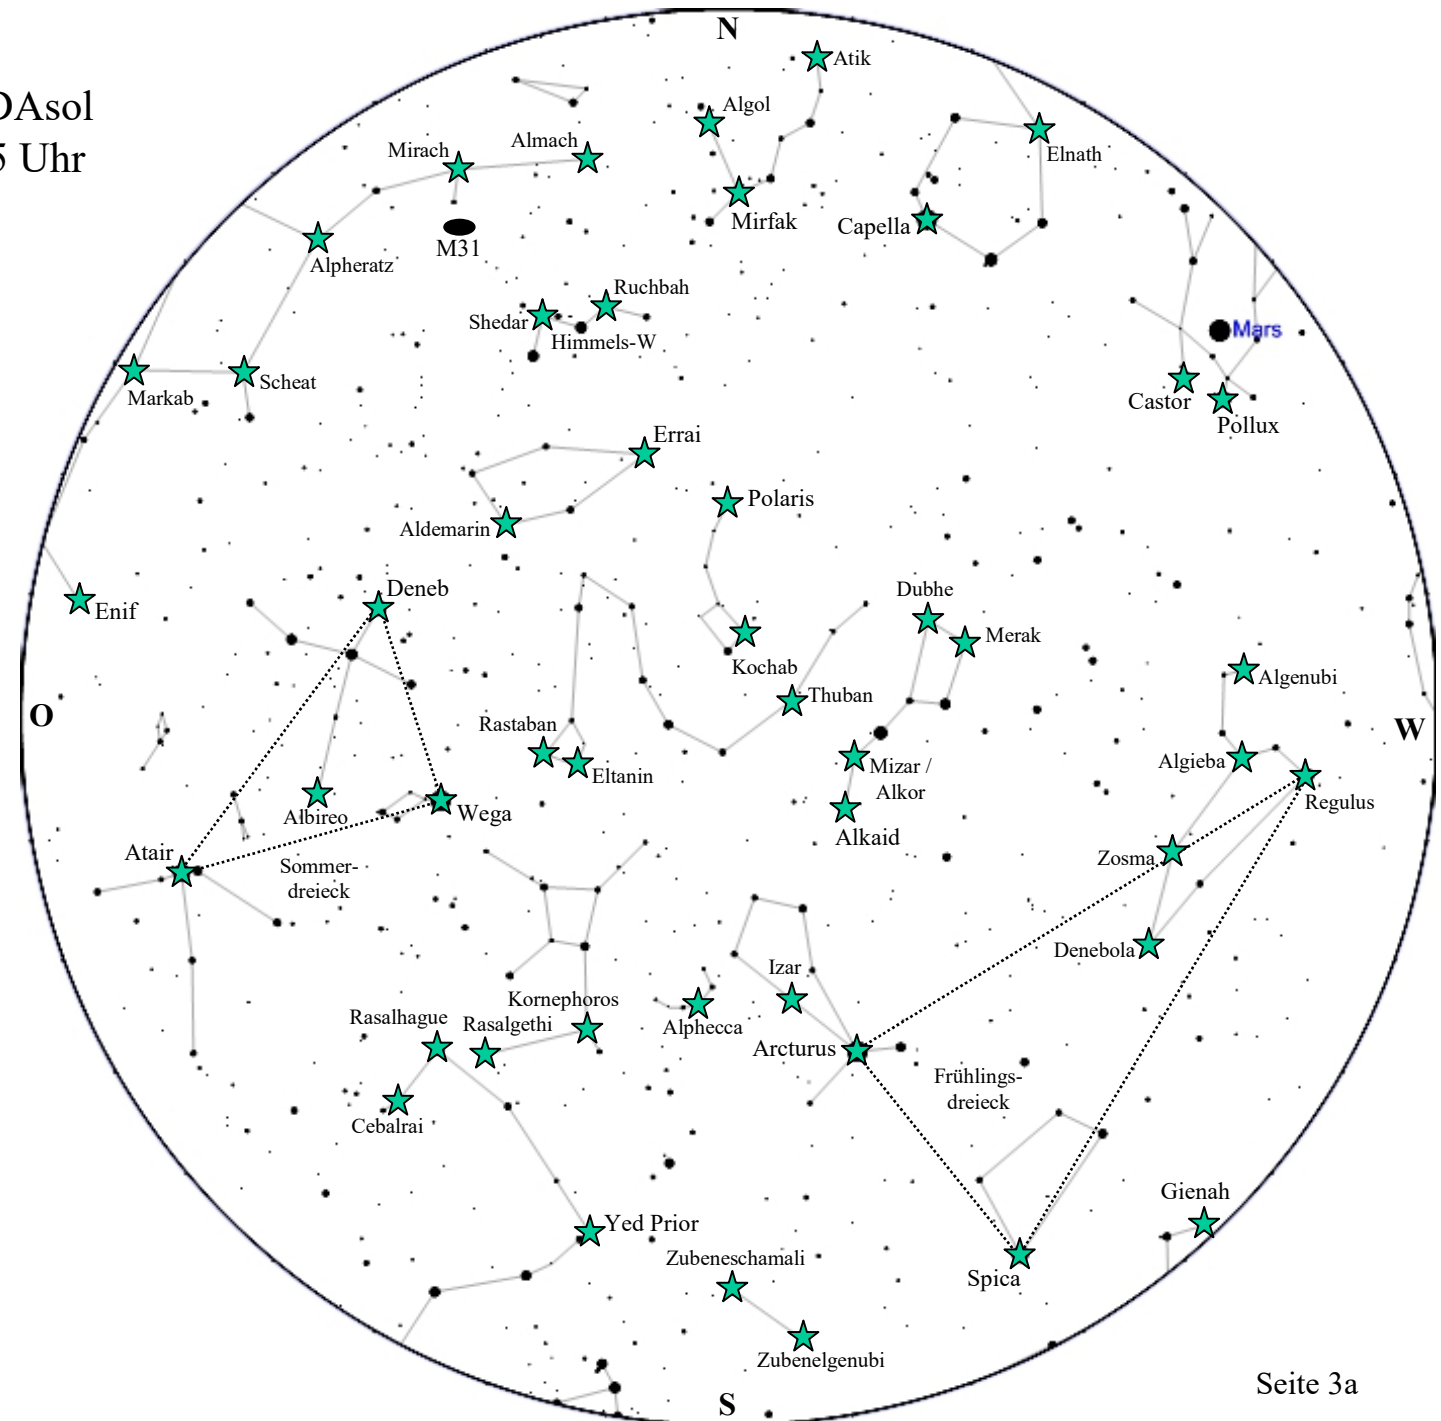 N
Atik
DAsol
Algol
5 Uhr
Almach
Mirach
Elnath
Mirfak
Capella
M31
Alpheratz
Ruchbah
Shedar
Himmels-W
Mars
Scheat
Markab
Castor
Pollux
Errai
Polaris
Aldemarin
Deneb
Dubhe
Enif
Merak
Kochab
Algenubi
Thuban
O
Rastaban
W
Algieba
Mizar /
Eltanin
Alkor
Regulus
Albireo
Wega
Alkaid
Atair
Zosma
Sommer-
dreieck
Denebola
Izar
Kornephoros
Rasalhague
Rasalgethi
Alphecca
Arcturus
Frühlings-
dreieck
Cebalrai
Gienah
Yed Prior
Zubeneschamali
Spica
Zubenelgenubi
Seite 3a
S